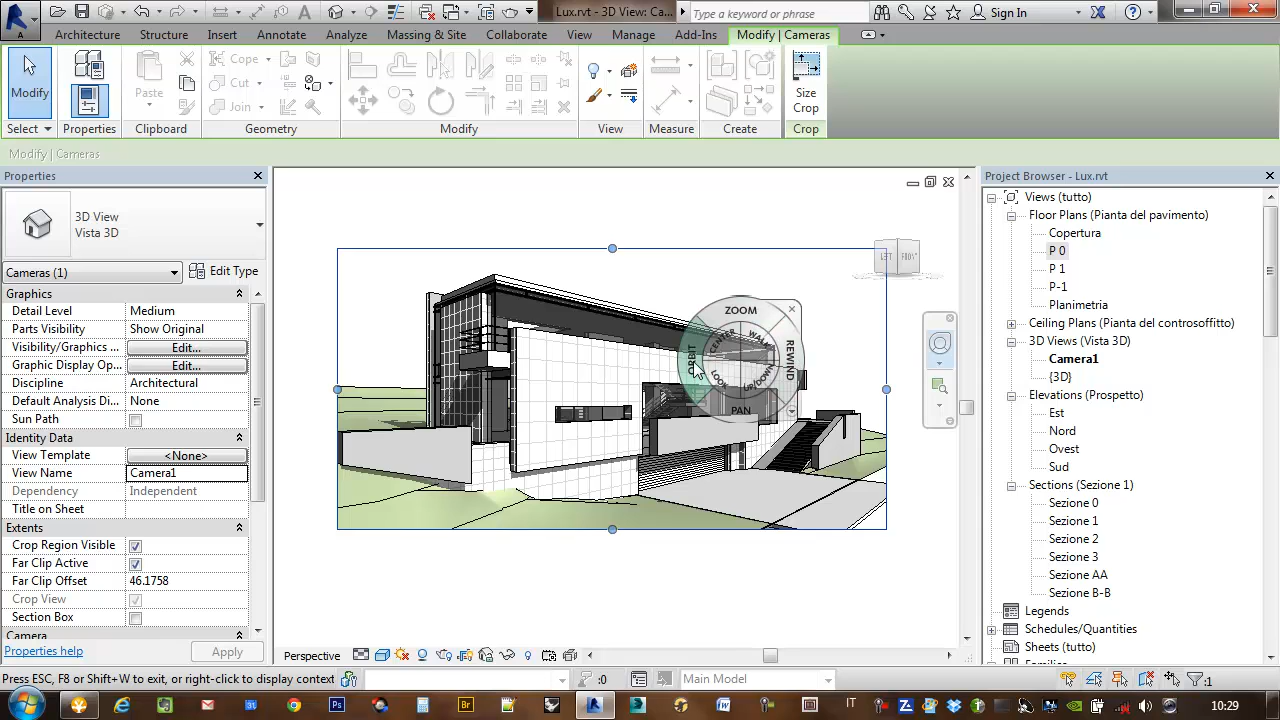 Lux.rvt - 3D View: Ca...
Type a keyword or phrase
Sign In
Architecture
Structure
Insert
Annotate
Analyze
Massing & Site
Collaborate
View
Manage
Add-Ins
Modify | Cameras
Modify
Paste
Cope
Cut
Join
Size
Crop
Select
Properties
Clipboard
Geometry
Modify
View
Measure
Create
Crop
Modify | Cameras
Properties
3D View
Vista 3D
Cameras (1)
Edit Type
Graphics
Detail Level
Medium
Parts Visibility
Show Original
Visibility/Graphics ...
Edit...
Graphic Display Op...
Edit...
Discipline
Architectural
Default Analysis Di...
None
Sun Path
Identity Data
View Template
<None>
View Name
Camera1
Dependency
Independent
Title on Sheet
Extents
Crop Region Visible
Far Clip Active
Far Clip Offset
46.1758
Crop View
Section Box
Camera
Properties help
Apply
LEFT
FRONT
ZOOM
ORBIT
REWIND
PAN
CENTER
WALK
LOOK
UP/DOWN
Perspective
Project Browser - Lux.rvt
Views (tutto)
Floor Plans (Pianta del pavimento)
Copertura
P 0
P 1
P-1
Planimetria
Ceiling Plans (Pianta del controsoffitto)
3D Views (Vista 3D)
Camera1
{3D}
Elevations (Prospetto)
Est
Nord
Ovest
Sud
Sections (Sezione 1)
Sezione 0
Sezione 1
Sezione 2
Sezione 3
Sezione AA
Sezione B-B
Legends
Schedules/Quantities
Sheets (tutto)
Press ESC, F8 or Shift+W to exit, or right-click to display context
:0
Main Model
:1
IT
10:29